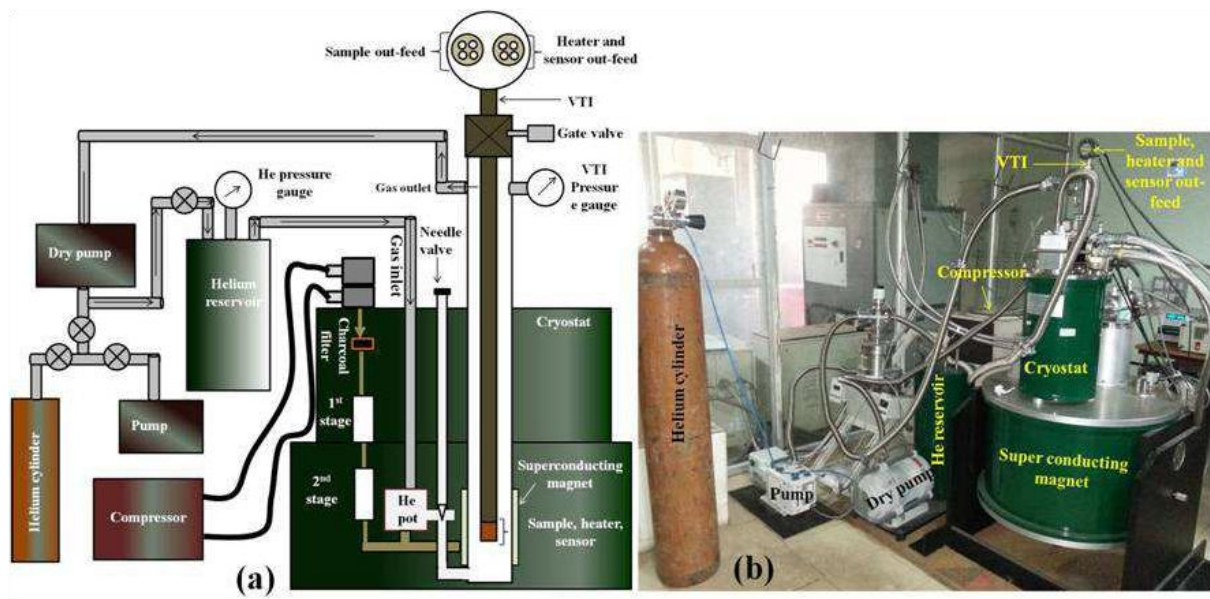 Sample out-feed
Heater and
sensor out-feed
VTI
Gate valve
VTI
Pressur
e gauge
Gas outlet
He pressure
gauge
Needle
valve
Dry pump
Helium
reservoir
Gas inlet
Charcoal
filter
Cryostat
1st
stage
2nd
stage
Superconducting
magnet
He
pot
Sample, heater,
sensor
Helium cylinder
Pump
Compressor
(a)
VTI
Sample,
heater and
sensor out-
feed
Compressor
Helium cylinder
Cryostat
He reservoir
Super conducting
magnet
Pump
Dry pump
(b)